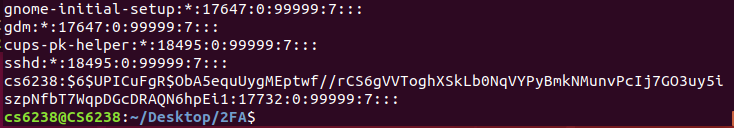 gnome-initial-setup:*:17647:0:99999:7:::
gdm:*:17647:0:99999:7:::
cups-pk-helper:*:18495:0:99999:7:::
sshd:*:18495:0:99999:7:::
cs6238:$6$UPICuFgR$ObA5equUygMEptwf//rCS6gVVToghXSkLb0NqVYPyBmkNMunvPcIj7GO3uy5i
szpNfbT7WqpDGcDRAQN6hpEi1:17732:0:99999:7:::
cs6238@CS6238:~/Desktop/2FA$